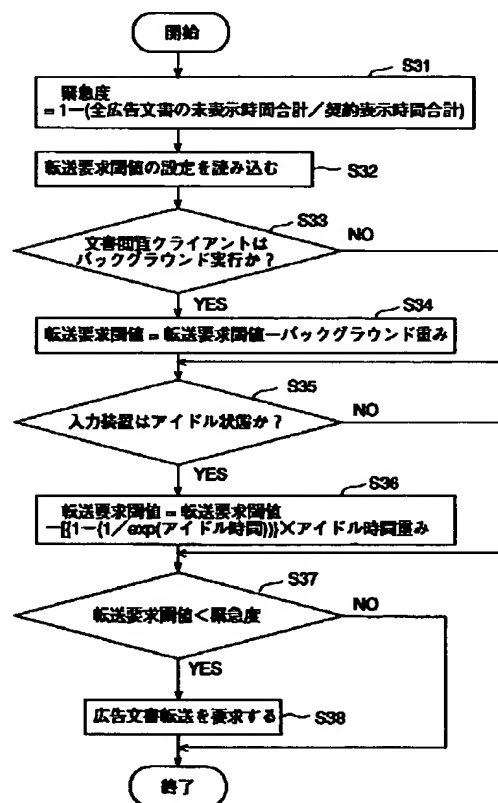 開始
S31
緊急度
=1-(全広告文書の未表示時間合計/契約表示時間合計)
転送要求閾値の設定を読み込む
S32
S33
文書閲覧クライアントは
バックグラウンド実行か?
NO
YES
S34
転送要求閾値=転送要求閾値ーバックグラウンド重み
S35
入力装置はアイドル状態か?
NO
YES
S36
転送要求閾値=転送要求閾値
ー[{1-(1/exp(アイドル時間))}×アイドル時間重み
S37
転送要求閾値<緊急度
NO
YES
広告文書転送を要求する
S38
終了